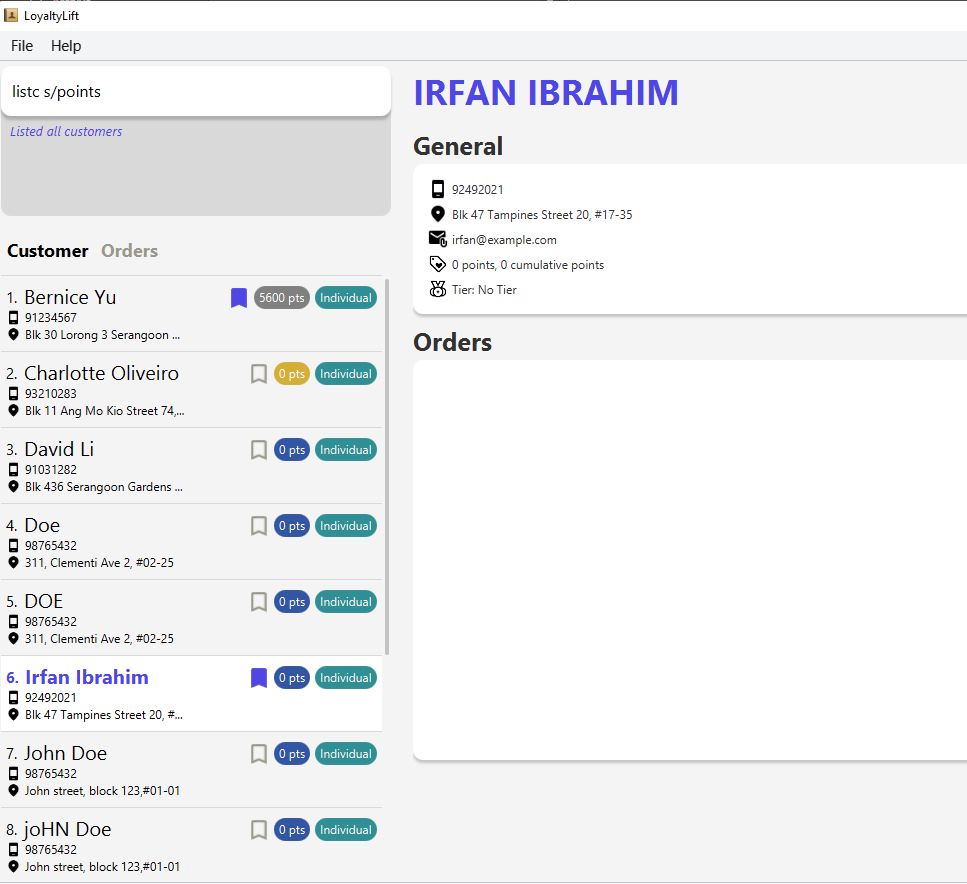 LoyaltyLift
File Help
listc s/points
Listed all customers
Customer Orders
1. Bernice Yu 5600 pts Individual
91234567
Blk 30 Lorong 3 Serangoon ...
2. Charlotte Oliveiro 0 pts Individual
93210283
Blk 11 Ang Mo Kio Street 74,...
3. David Li 0 pts Individual
91031282
Blk 436 Serangoon Gardens ...
4. Doe 0 pts Individual
98765432
311, Clementi Ave 2, #02-25
5. DOE 0 pts Individual
98765432
311, Clementi Ave 2, #02-25
6. Irfan Ibrahim 0 pts Individual
92492021
Blk 47 Tampines Street 20, #...
7. John Doe 0 pts Individual
98765432
John street, block 123,#01-01
8. joHN Doe 0 pts Individual
98765432
John street, block 123,#01-01
IRFAN IBRAHIM
General
92492021
Blk 47 Tampines Street 20, #17-35
irfan@example.com
0 points, 0 cumulative points
Tier: No Tier
Orders